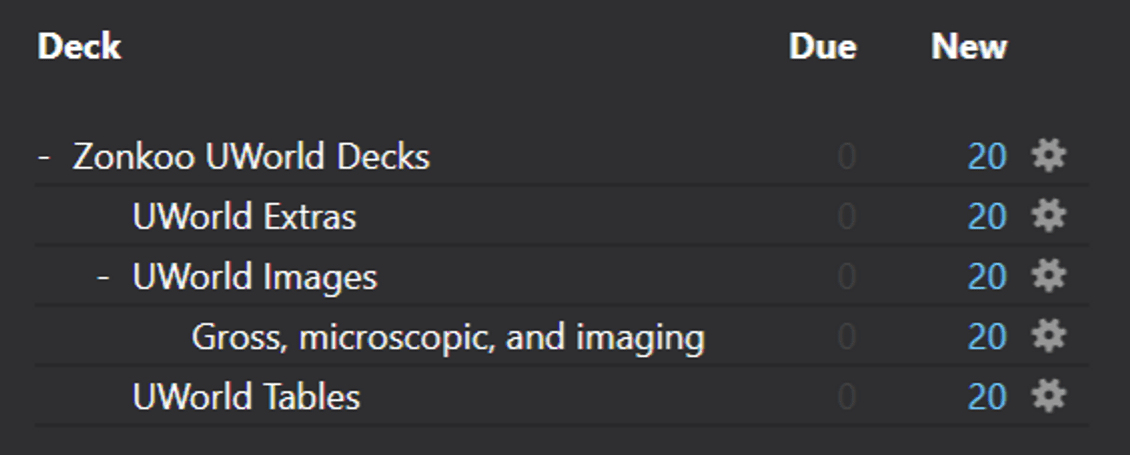 Deck Due New
- Zonkoo UWorld Decks 0 20
UWorld Extras 0 20
- UWorld Images 0 20
Gross, microscopic, and imaging 0 20
UWorld Tables 0 20